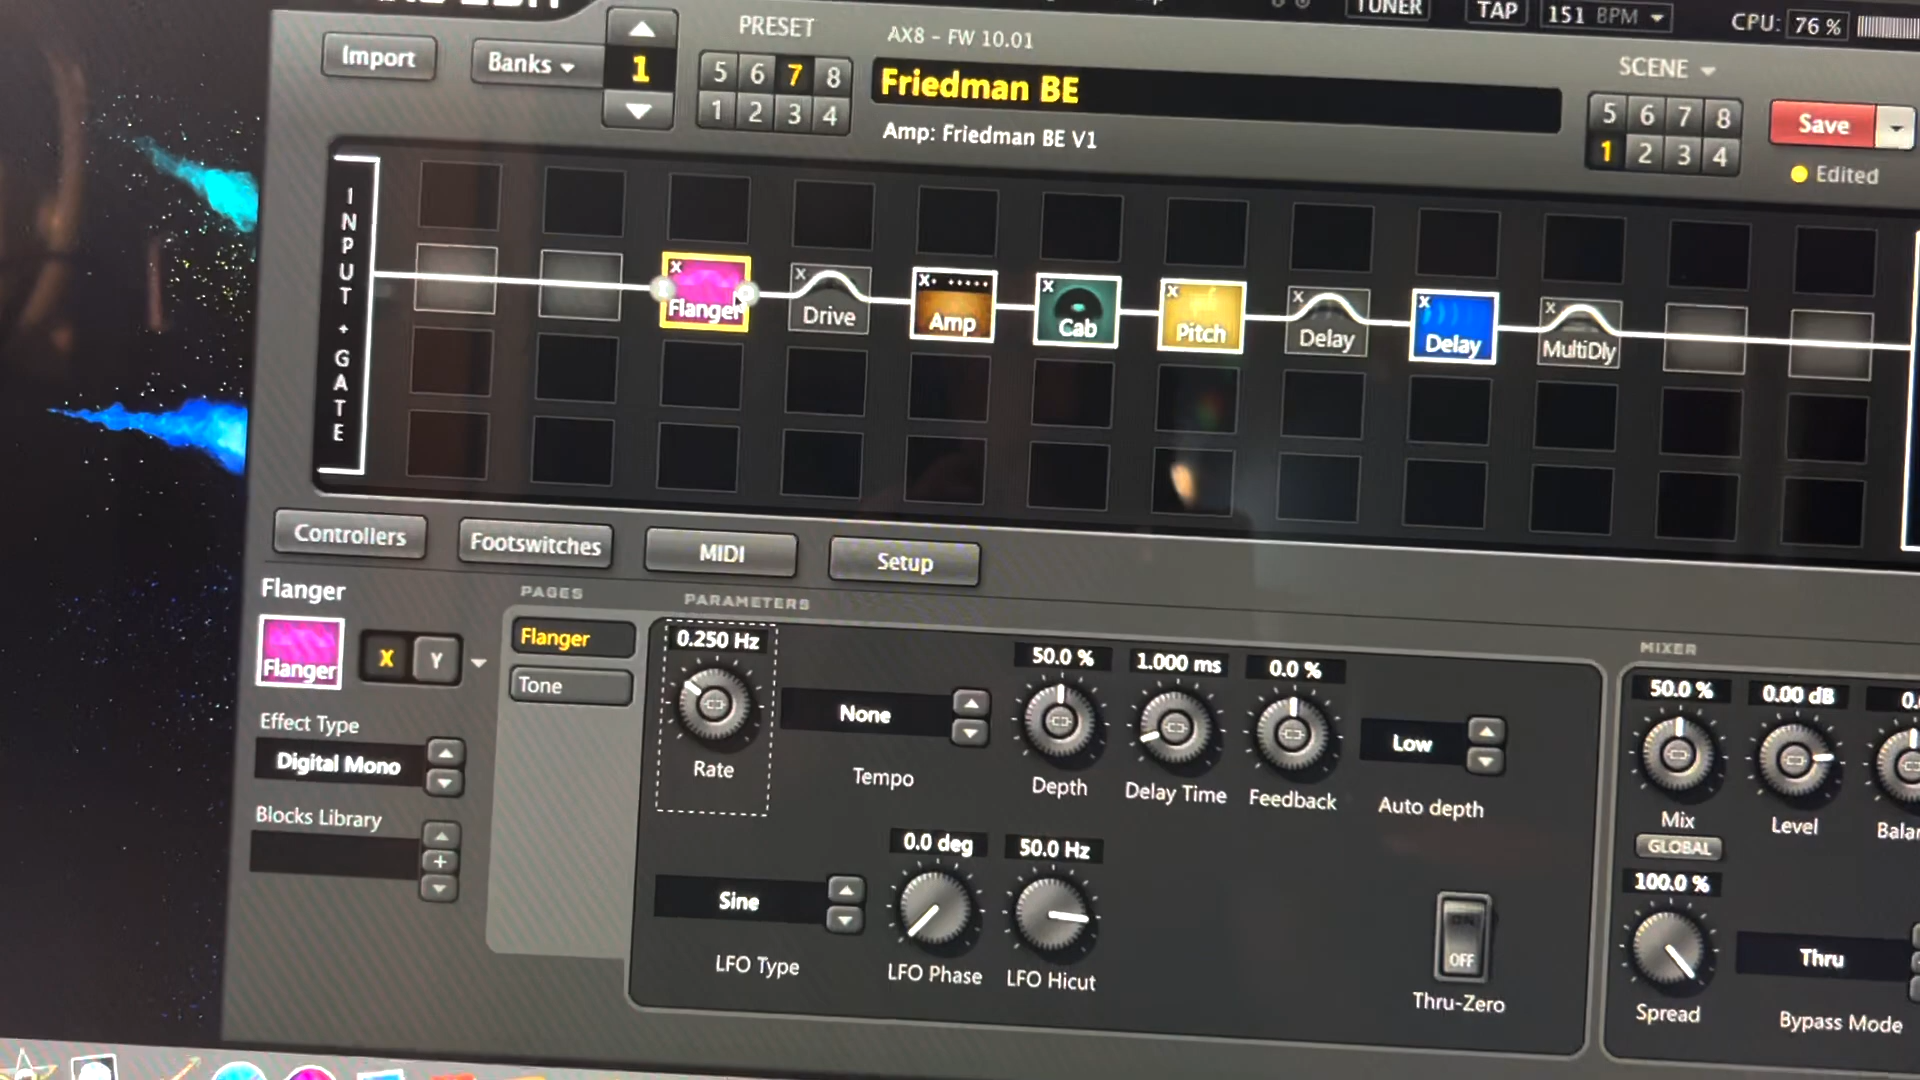 TUNER
TAP
151 BPM
CPU: 76 %
Import
Banks
1
PRESET
5 6 7 8
1 2 3 4
AX8 - FW 10.01
Friedman BE
Amp: Friedman BE V1
SCENE
5 6 7 8
1 2 3 4
Save
Edited
INPUT + GATE
X Flanger
X Drive
X Amp
X Cab
X Pitch
X Delay
X Delay
X MultiDly
Controllers
Footswitches
MIDI
Setup
Flanger
Flanger
X Y
Effect Type
Digital Mono
Blocks Library
PAGES
Flanger
Tone
PARAMETERS
0.250 Hz
Rate
None
Tempo
50.0 %
Depth
1.000 ms
Delay Time
0.0 %
Feedback
Low
Auto depth
Sine
LFO Type
0.0 deg
LFO Phase
50.0 Hz
LFO Hicut
ON
OFF
Thru-Zero
MIXER
50.0 %
Mix
GLOBAL
0.00 dB
Level
100.0 %
Spread
Thru
Bypass Mode